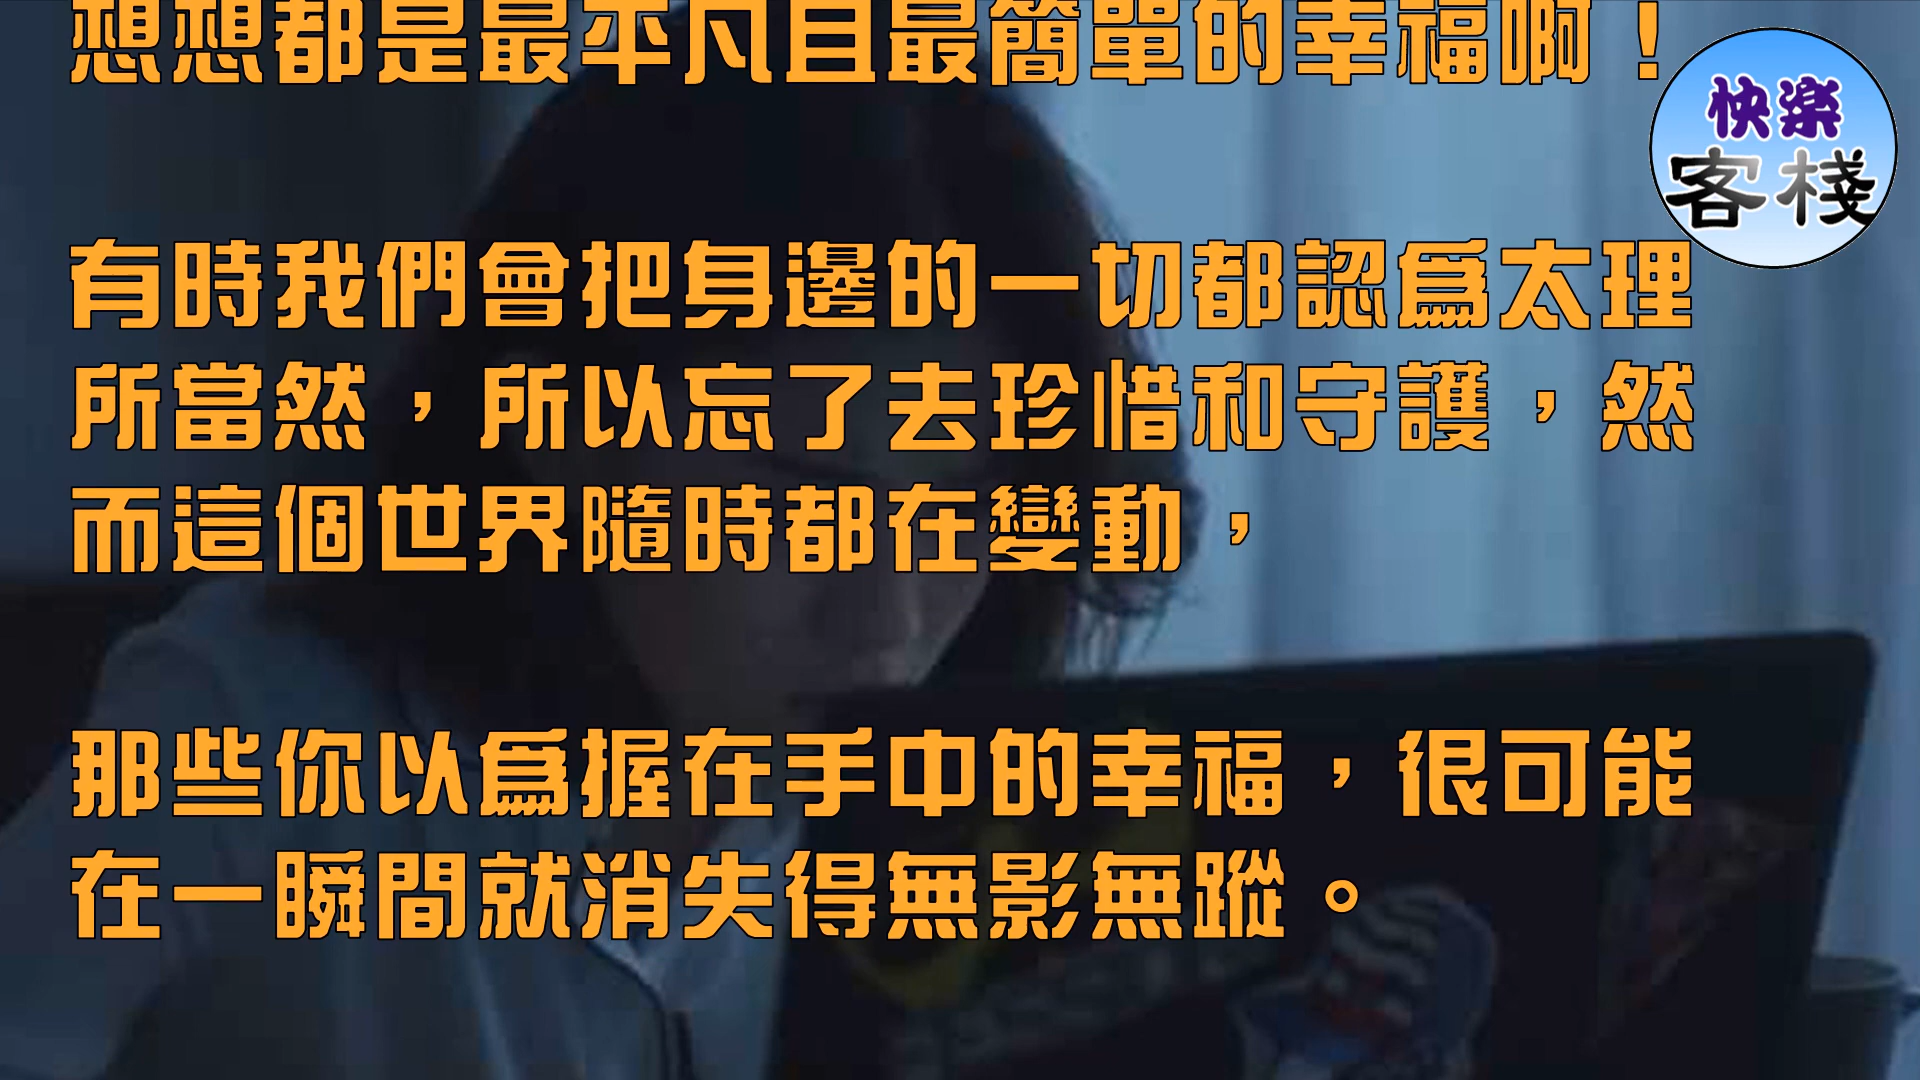 想想都是最平凡且最簡單的幸福啊！
快樂
客棧
有時我們會把身邊的一切都認為太理
所當然，所以忘了去珍惜和守護，然
而這個世界隨時都在變動，
那些你以為握在手中的幸福，很可能
在一瞬間就消失得無影無蹤。